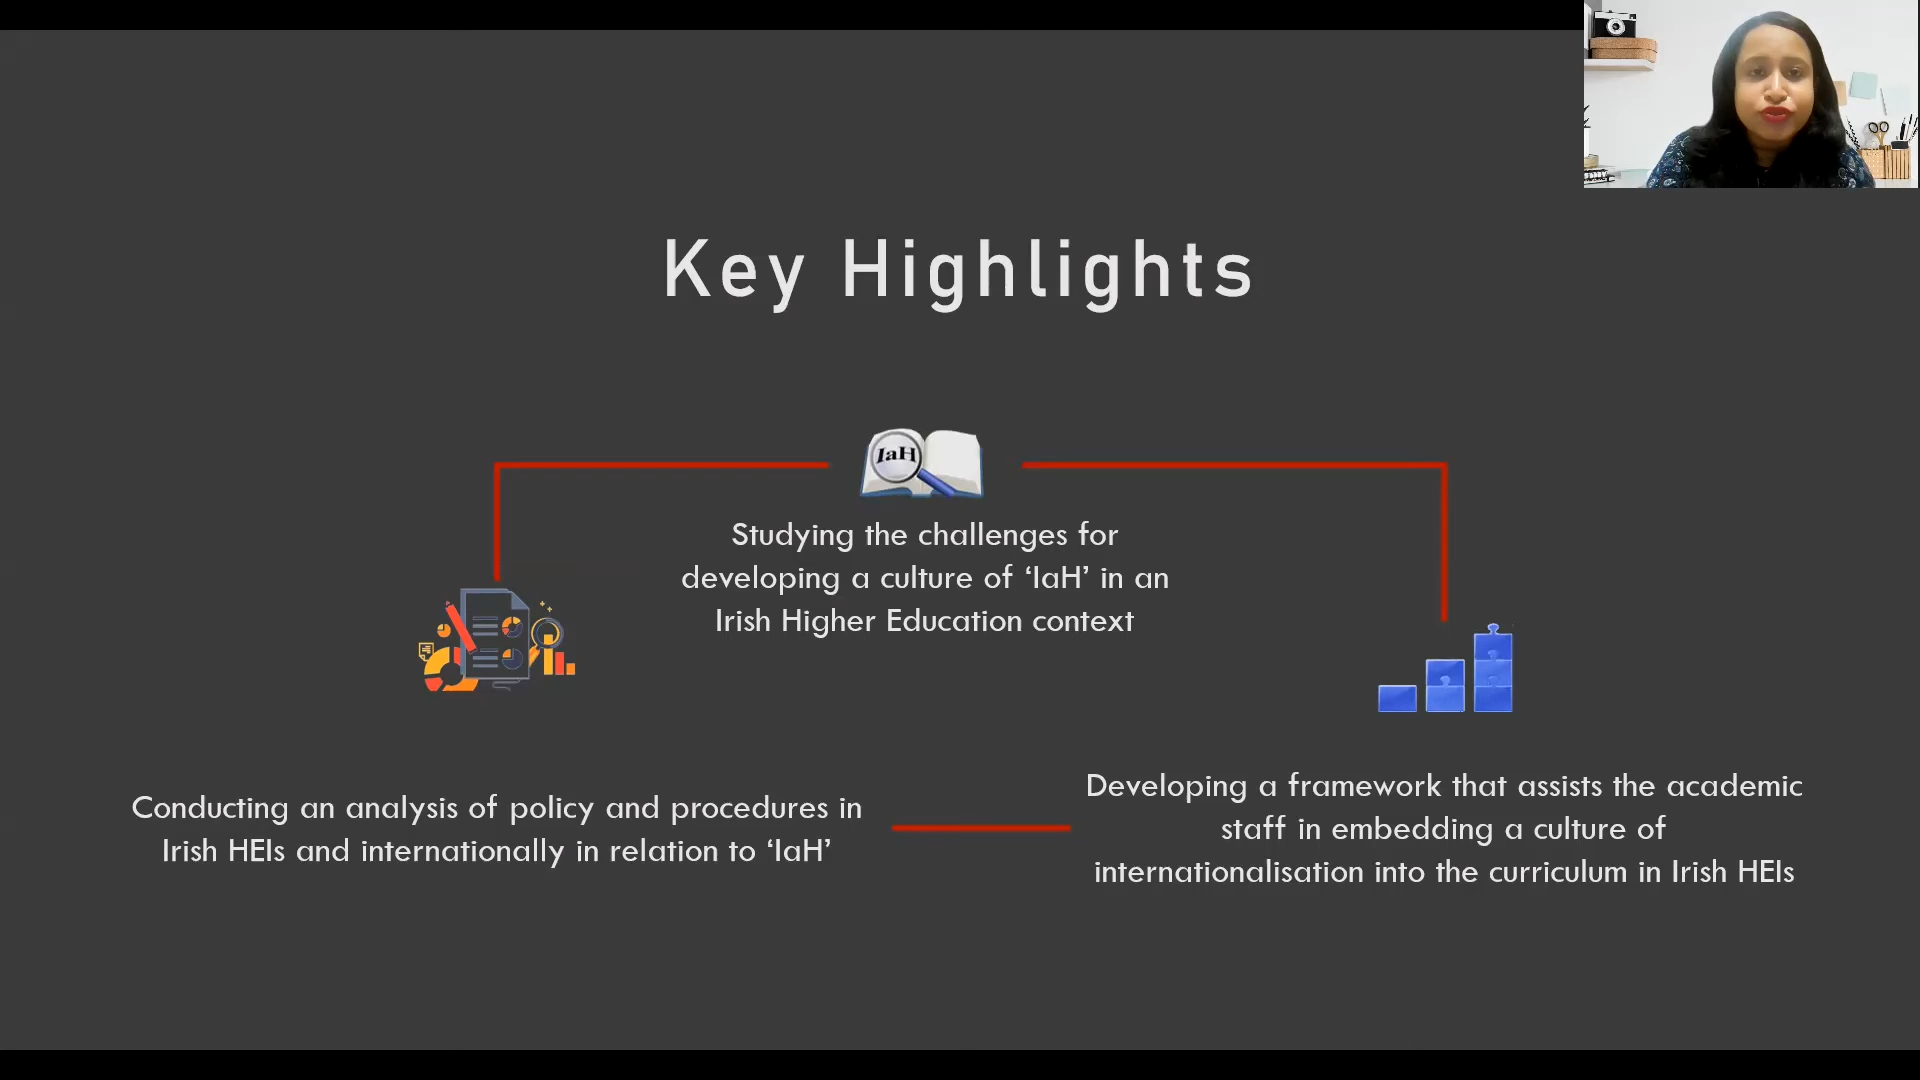 Key Highlights
IaH
Studying the challenges for
developing a culture of ‘IaH’ in an
Irish Higher Education context
Conducting an analysis of policy and procedures in
Irish HEIs and internationally in relation to ‘IaH’
Developing a framework that assists the academic
staff in embedding a culture of
internationalisation into the curriculum in Irish HEIs